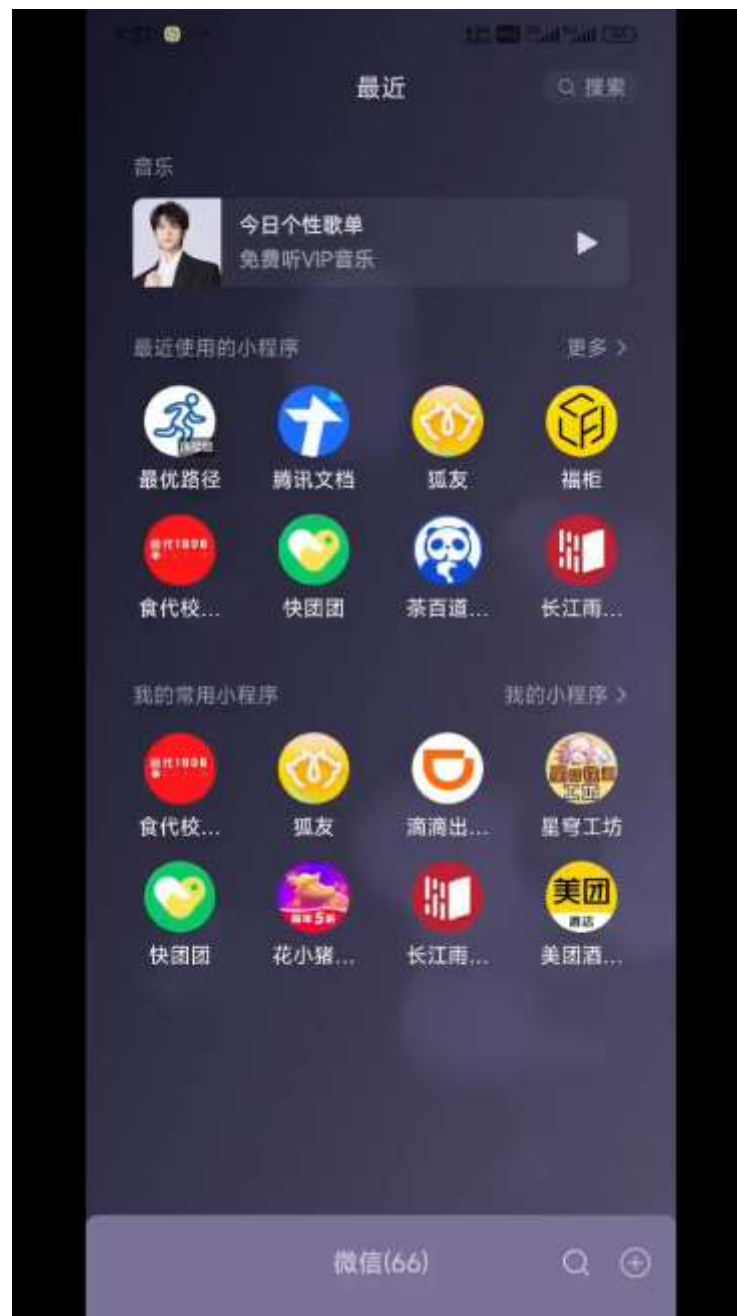 最近
搜索
音乐
今日个性歌单
免费听VIP音乐
最近使用的小程序
更多
最优路径
腾讯文档
狐友
福柜
食代校...
快团团
茶百道...
长江雨...
我的常用小程序
我的小程序
食代校...
狐友
滴滴出...
星穹工坊
工坊
快团团
花小猪...
长江雨...
美团
酒店
美团酒...
微信(66)